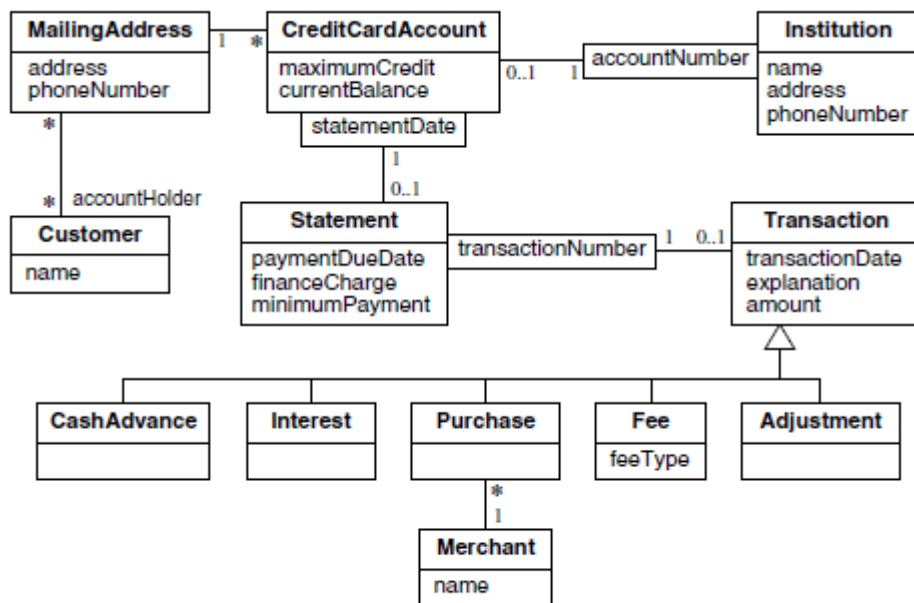 MailingAddress
address
phoneNumber
1
*
CreditCardAccount
maximumCredit
currentBalance
statementDate
0..1
1
accountNumber
Institution
name
address
phoneNumber
*
*
accountHolder
Customer
name
1
0..1
Statement
paymentDueDate
financeCharge
minimumPayment
transactionNumber
1
0..1
Transaction
transactionDate
explanation
amount
CashAdvance
Interest
Purchase
Fee
feeType
Adjustment
*
1
Merchant
name